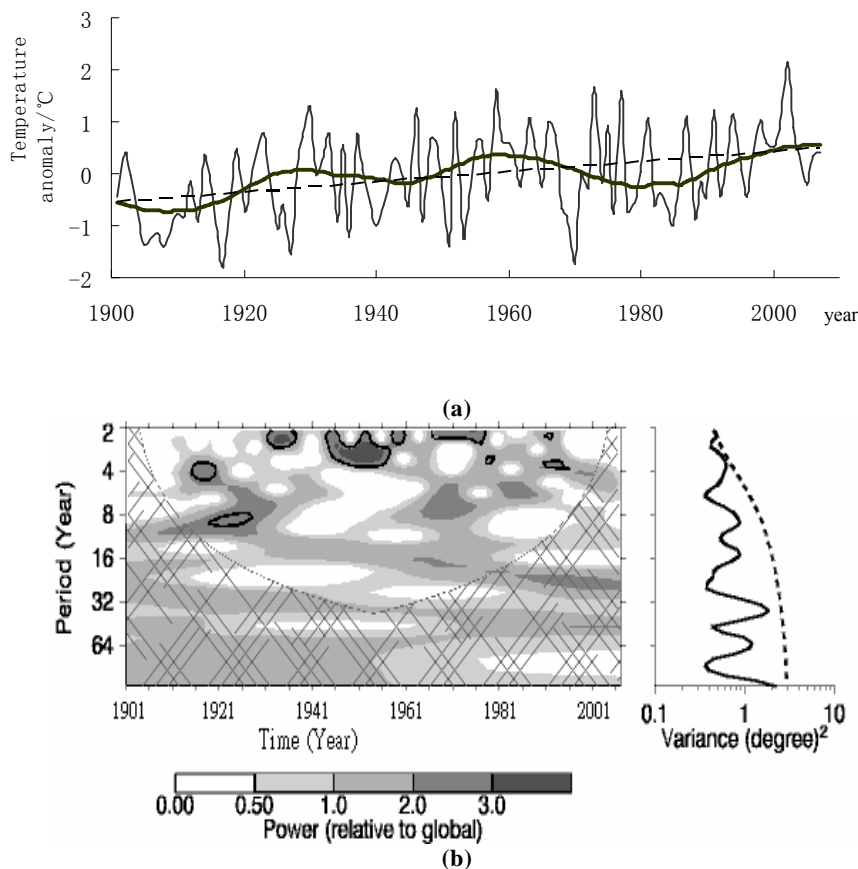 3
Temperature
anomaly/℃
2
1
0
−1
−2
1900 1920 1940 1960 1980 2000 year
(a)
Period (Year)
2
4
8
16
32
64
1901 1921 1941 1961 1981 2001
Time (Year)
0.1 1 10
Variance (degree)2
0.00 0.50 1.0 2.0 3.0
Power (relative to global)
(b)